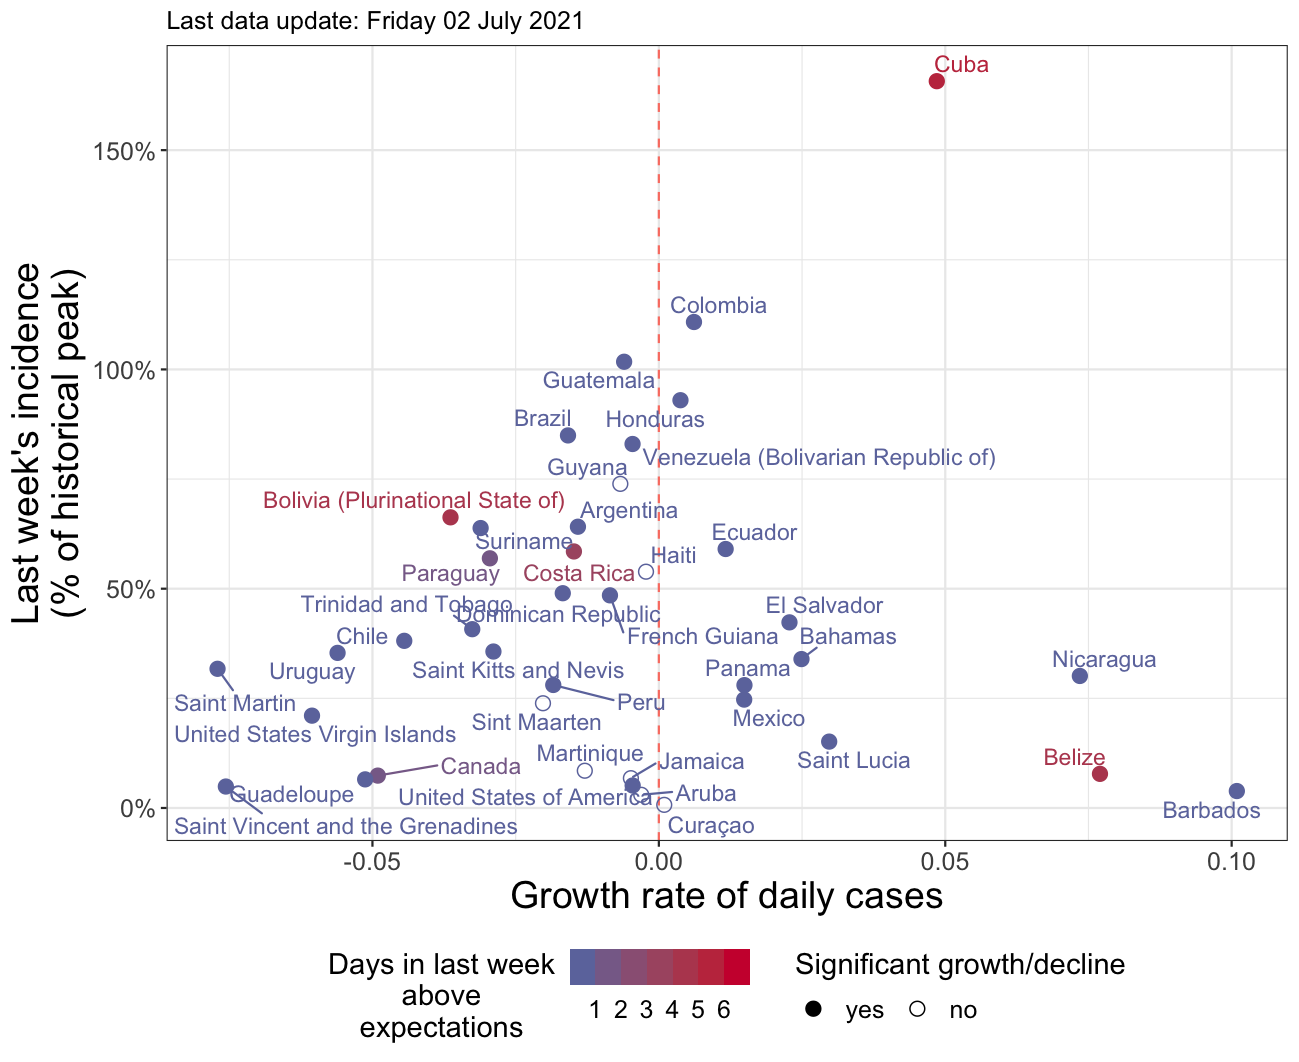 Last data update: Friday 02 July 2021
Last week's incidence
(% of historical peak)
150%
100%
50%
0%
Cuba
Colombia
Guatemala
Honduras
Brazil
Venezuela (Bolivarian Republic of)
Guyana
Bolivia (Plurinational State of)
Argentina
Suriname
Ecuador
Haiti
Paraguay
Costa Rica
Trinidad and Tobago
Dominican Republic
El Salvador
Chile
French Guiana
Bahamas
Uruguay
Saint Kitts and Nevis
Panama
Nicaragua
Saint Martin
Peru
Sint Maarten
Mexico
United States Virgin Islands
Martinique
Jamaica
Saint Lucia
Belize
Canada
Guadeloupe
United States of America
Aruba
Barbados
Saint Vincent and the Grenadines
Curaçao
-0.05
0.00
0.05
0.10
Growth rate of daily cases
Days in last week
above
expectations
1 2 3 4 5 6
Significant growth/decline
yes
no